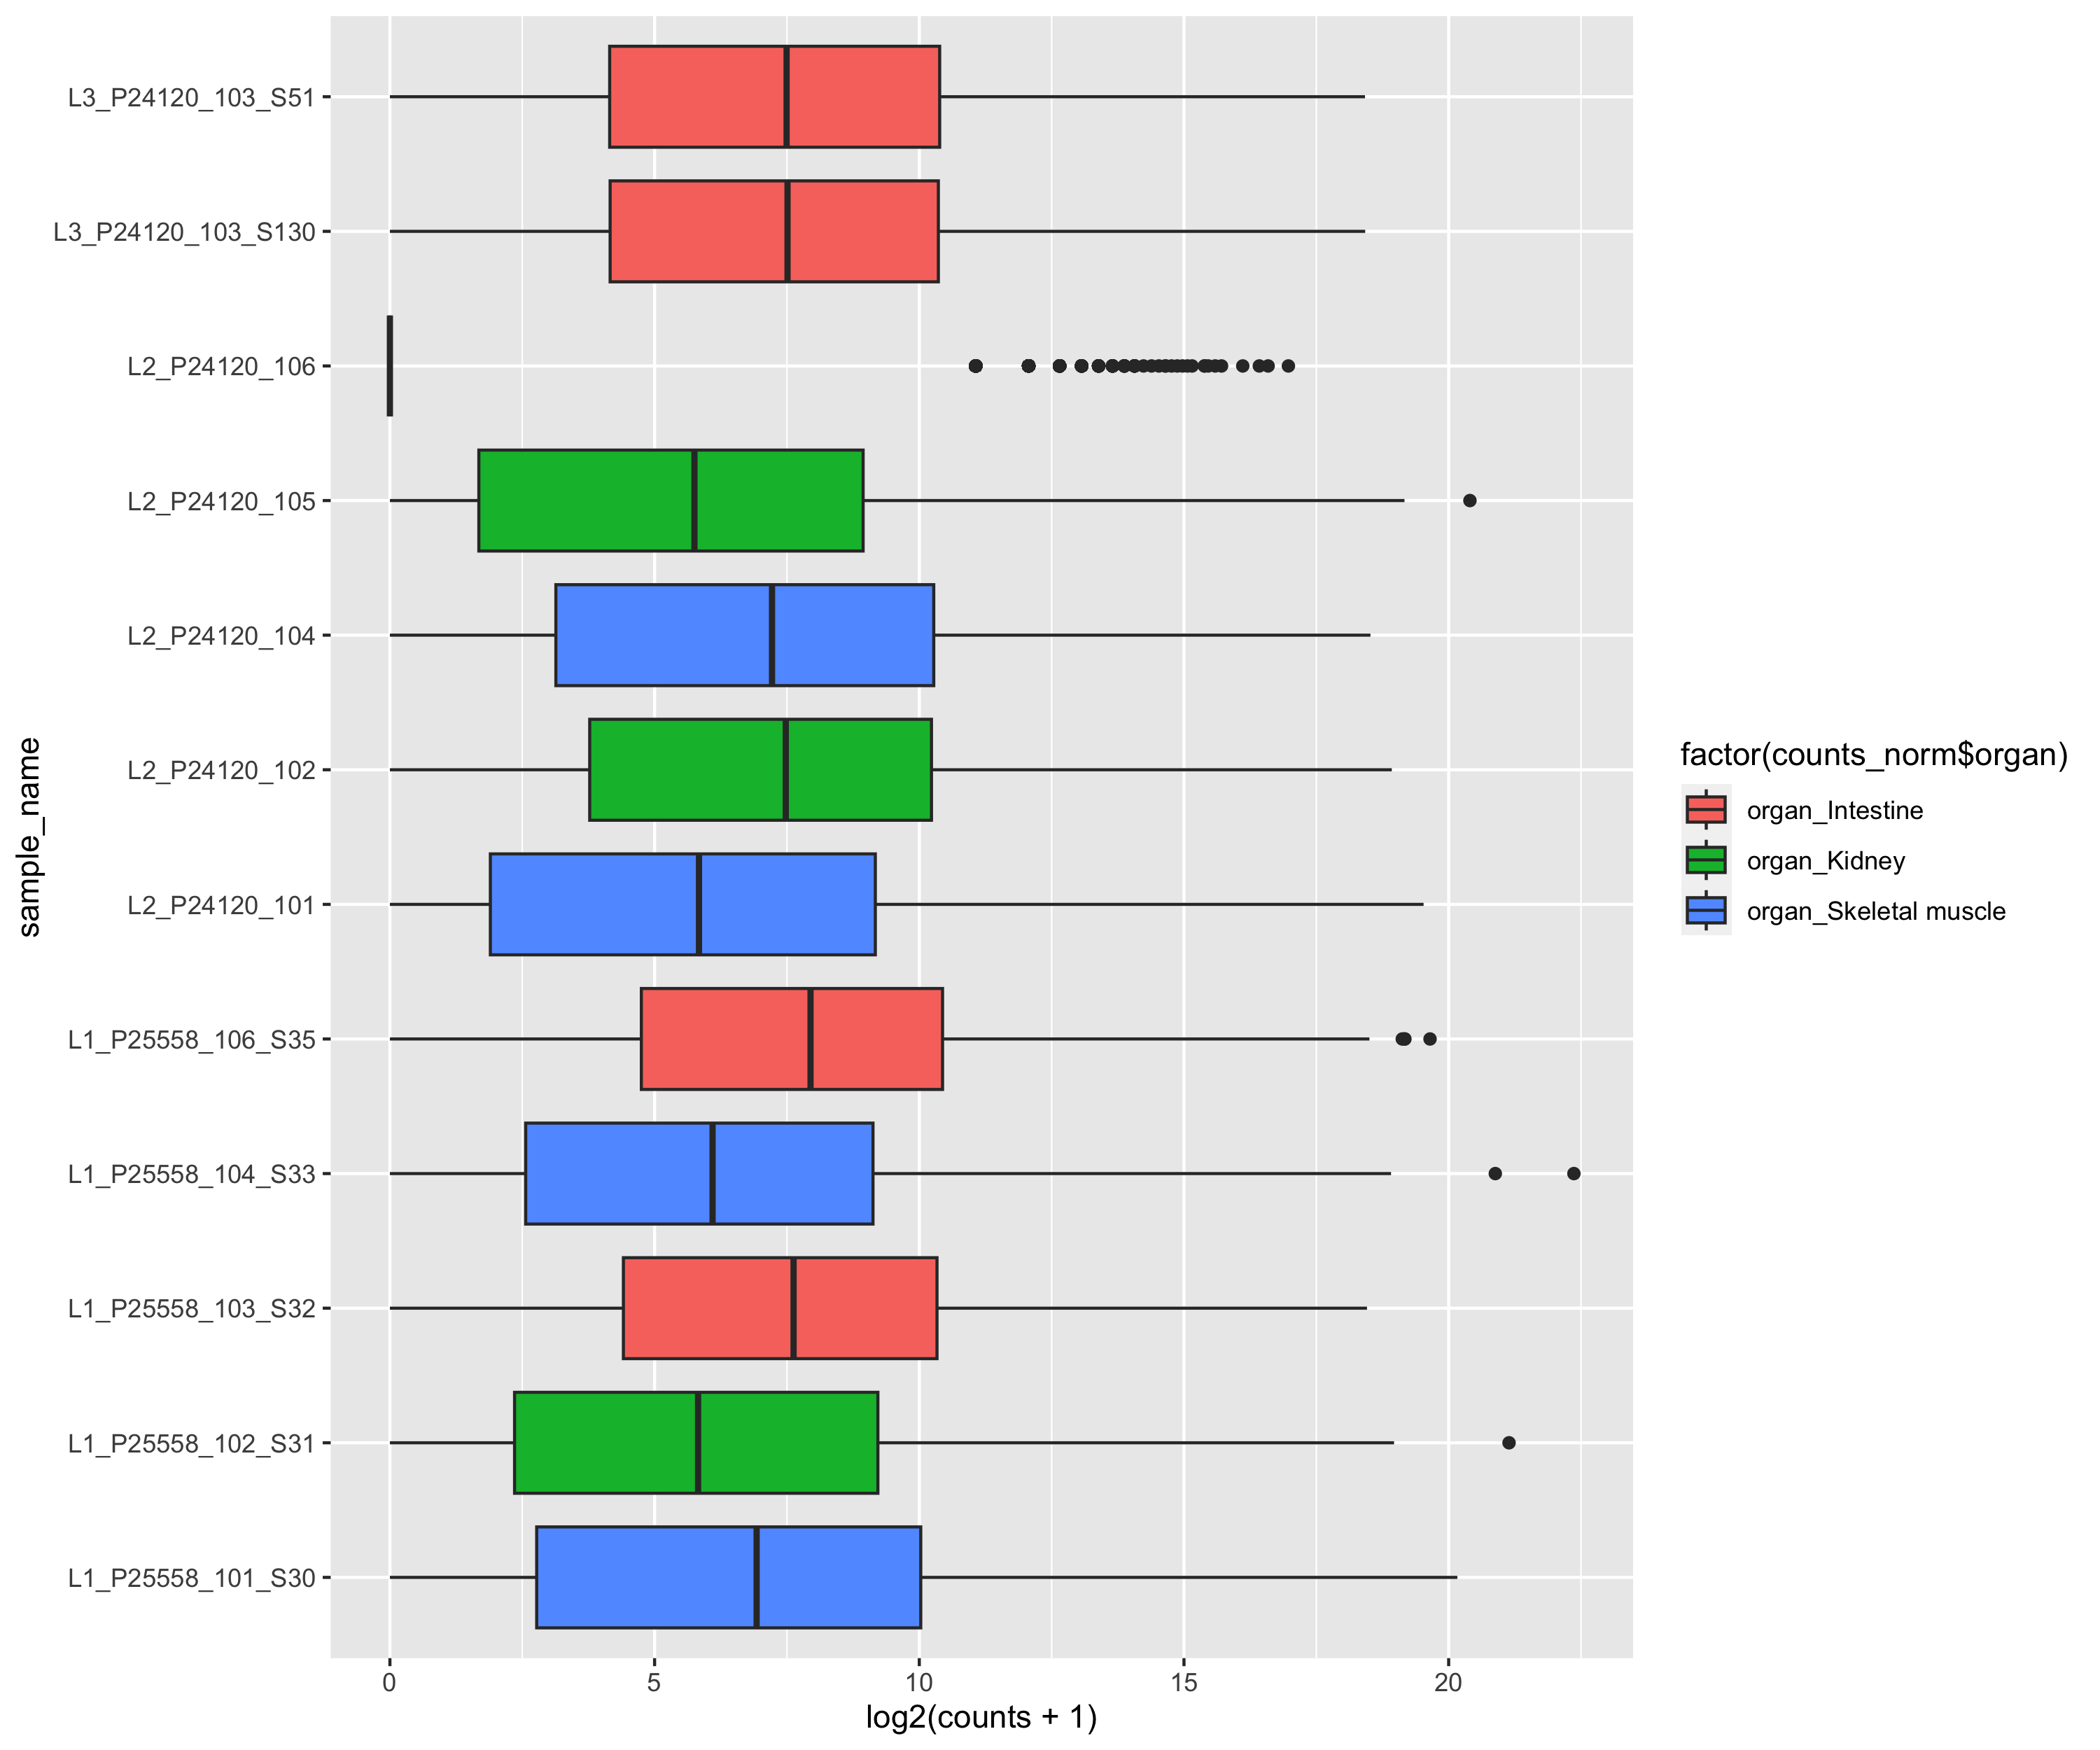 sample_name
L3_P24120_103_S51
L3_P24120_103_S130
L2_P24120_106
L2_P24120_105
L2_P24120_104
L2_P24120_102
L2_P24120_101
L1_P25558_106_S35
L1_P25558_104_S33
L1_P25558_103_S32
L1_P25558_102_S31
L1_P25558_101_S30
0 5 10 15 20
log2(counts + 1)
factor(counts_norm$organ)
organ_Intestine
organ_Kidney
organ_Skeletal muscle